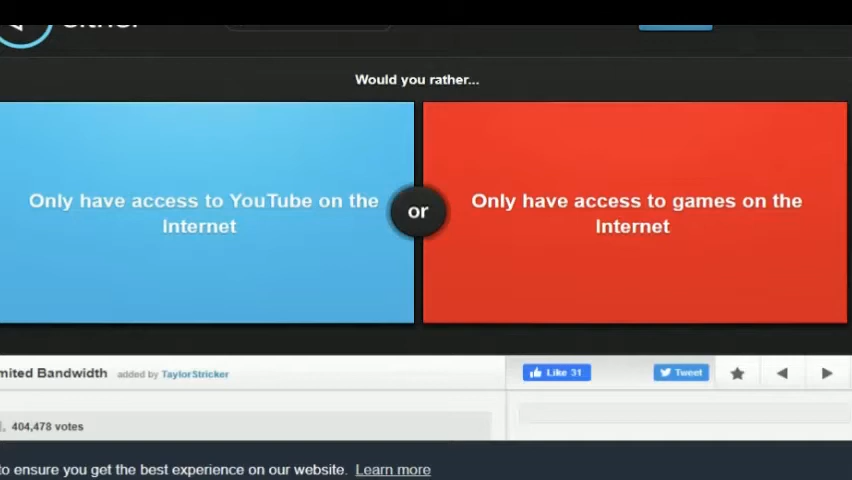 Would you rather...
Only have access to YouTube on the
Internet
or
Only have access to games on the
Internet
added by TaylorStricker
Bandwidth
Like 31
Tweet
404,478 votes
to ensure you get the best experience on our website. Learn more